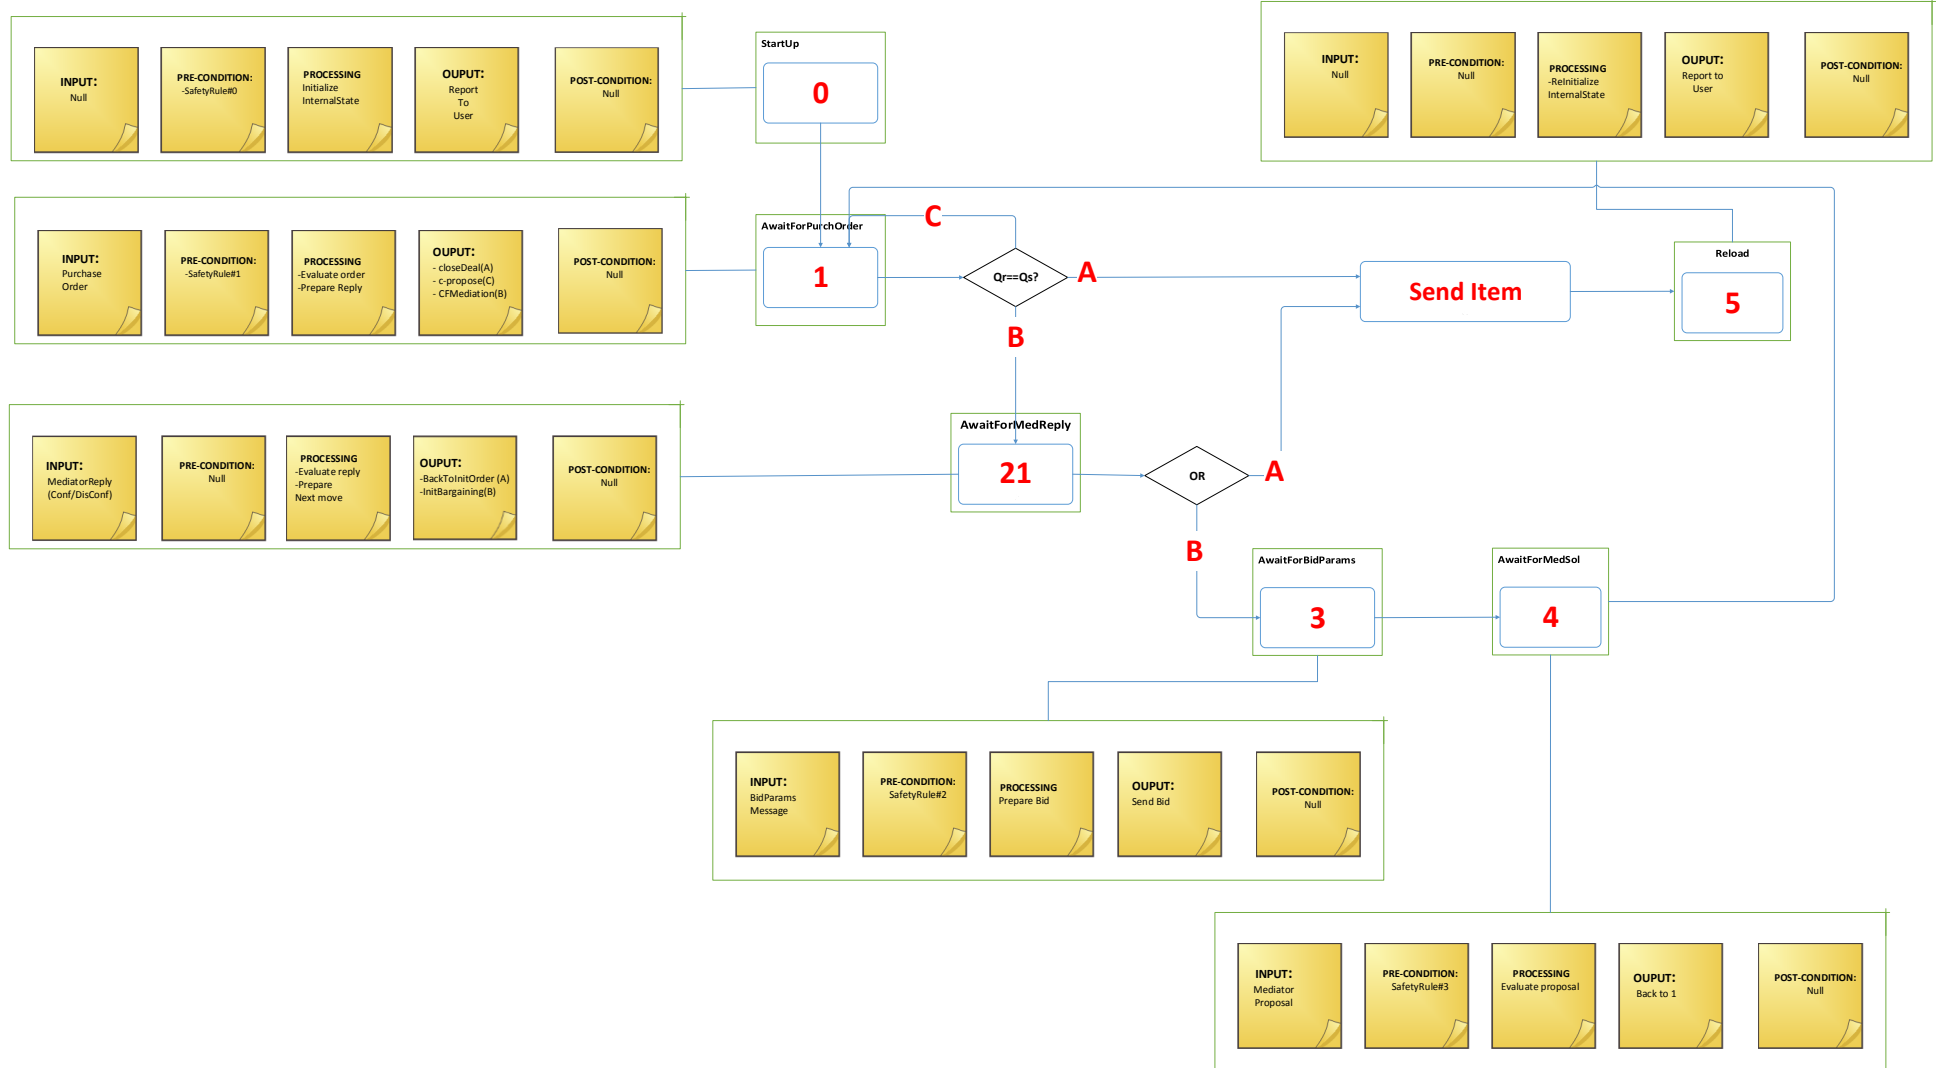 INPUT:
Null
PRE-CONDITION:
-SafetyRule#0
PROCESSING
Initialize
InternalState
OUPUT:
Report
To
User
POST-CONDITION:
Null
StartUp
0
INPUT:
Null
PRE-CONDITION:
Null
PROCESSING
-ReInitialize
InternalState
OUPUT:
Report to
User
POST-CONDITION:
Null
INPUT:
Purchase
Order
PRE-CONDITION:
-SafetyRule#1
PROCESSING
-Evaluate order
-Prepare Reply
OUPUT:
- closeDeal(A)
- c-propose(C)
- CFMediation(B)
POST-CONDITION:
Null
AwaitForPurchOrder
1
C
Qr==Qs?
A
B
Send Item
Reload
5
INPUT:
MediatorReply
(Conf/DisConf)
PRE-CONDITION:
Null
PROCESSING
-Evaluate reply
-Prepare
Next move
OUPUT:
-BackToInitOrder (A)
-InitBargaining(B)
POST-CONDITION:
Null
AwaitForMedReply
21
OR
A
B
AwaitForBidParams
3
AwaitForMedSol
4
INPUT:
BidParams
Message
PRE-CONDITION:
SafetyRule#2
PROCESSING
Prepare Bid
OUPUT:
Send Bid
POST-CONDITION:
Null
INPUT:
Mediator
Proposal
PRE-CONDITION:
SafetyRule#3
PROCESSING
Evaluate proposal
OUPUT:
Back to 1
POST-CONDITION:
Null